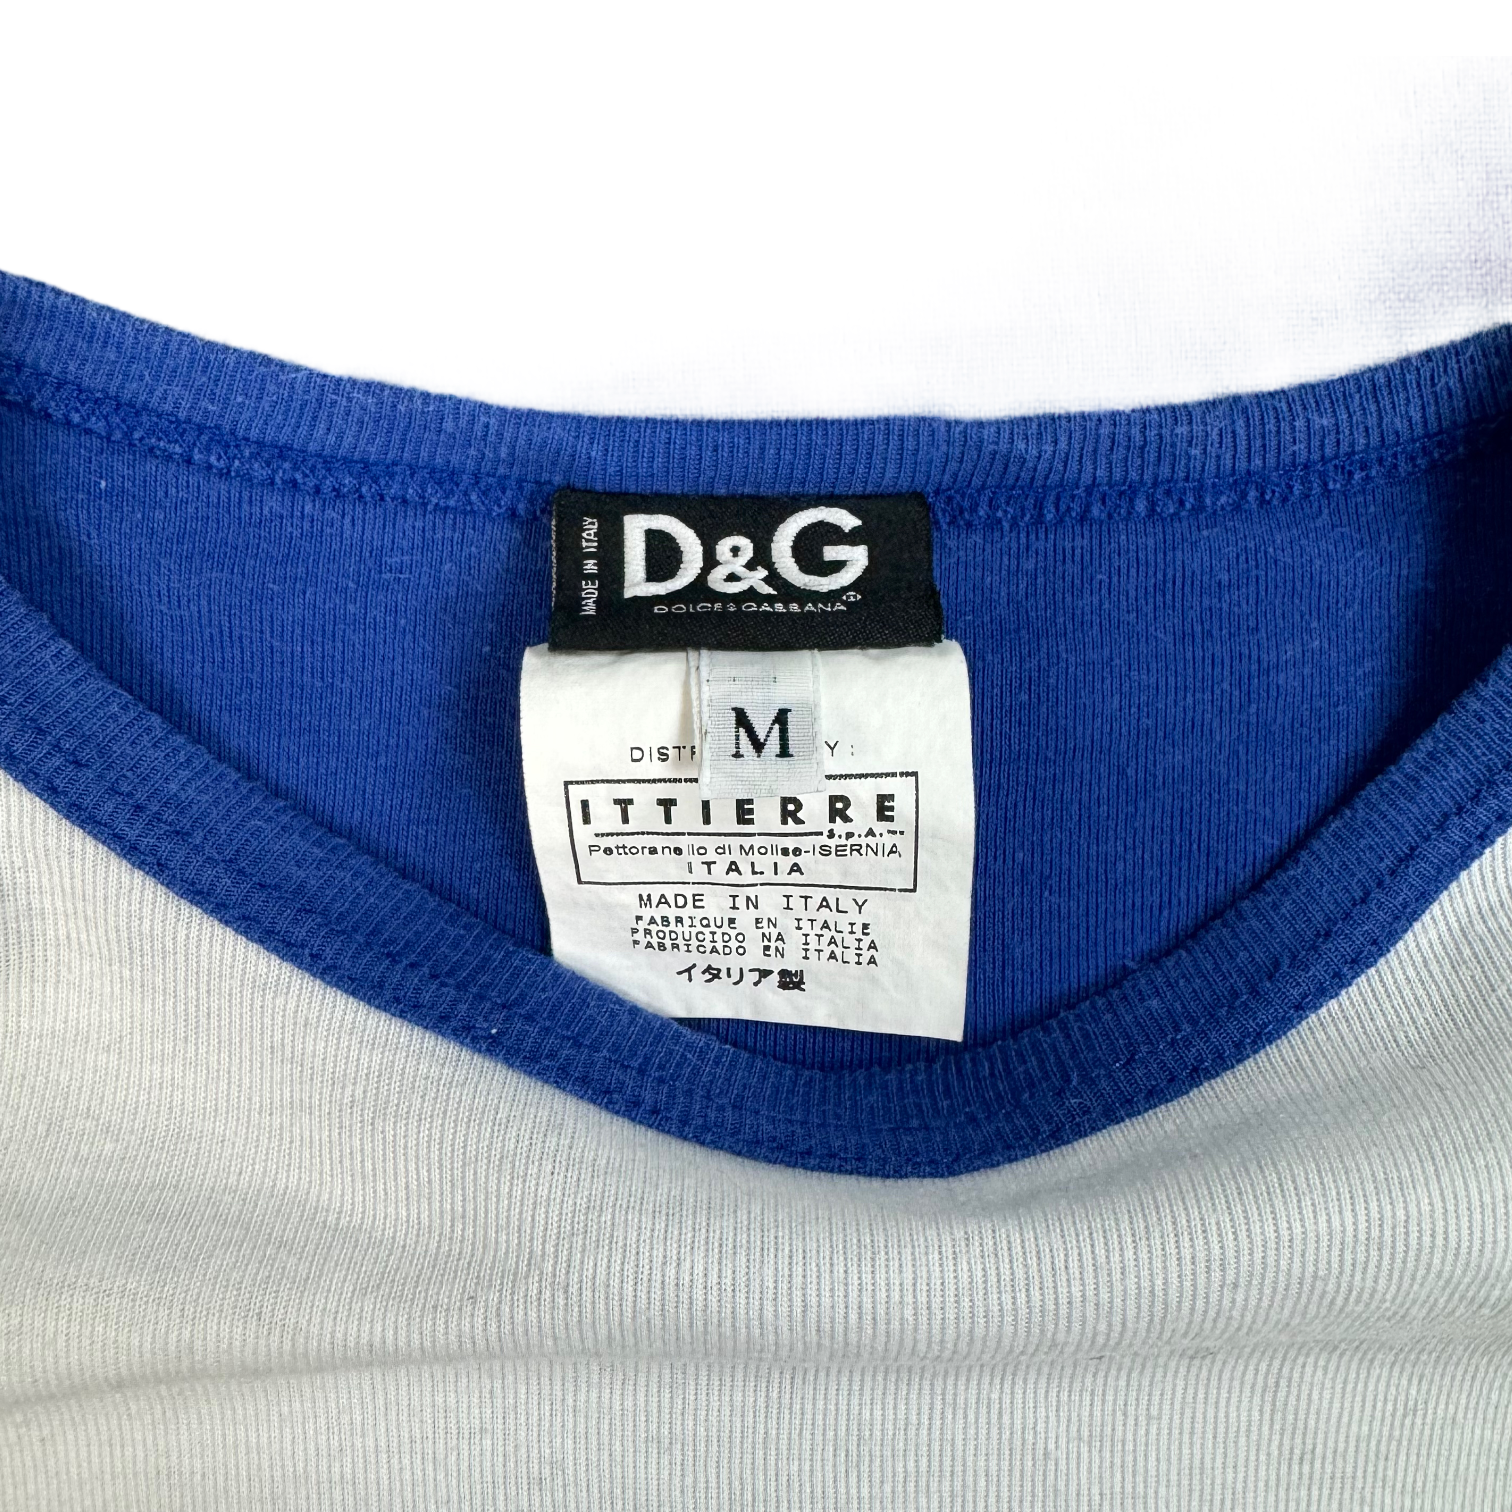 MADE IN ITALY
D&G
DOLCE & GABBANA
M
ITTIERRE
S.p.A.
Pettoranello di Molise-ISERNIA
ITALIA
MADE IN ITALY
FABRIQUE EN ITALIE
PRODUCIDO NA ITALIA
FABRICADO EN ITALIA
イタリア製